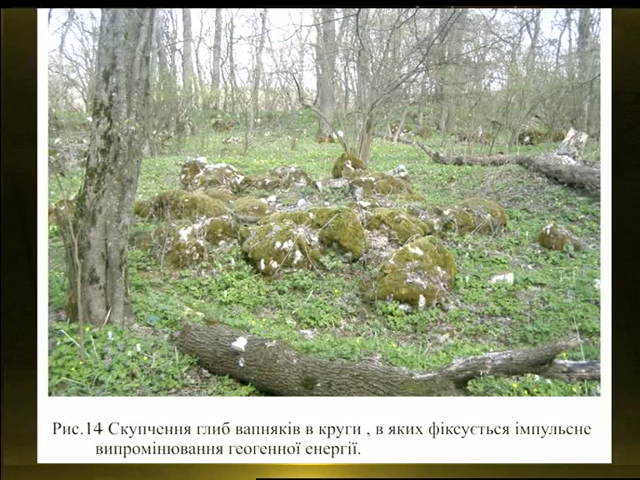 Рис.14 Скупчення глиб вапняків в круги , в яких фіксується імпульсне
випромінювання геогенної енергії.